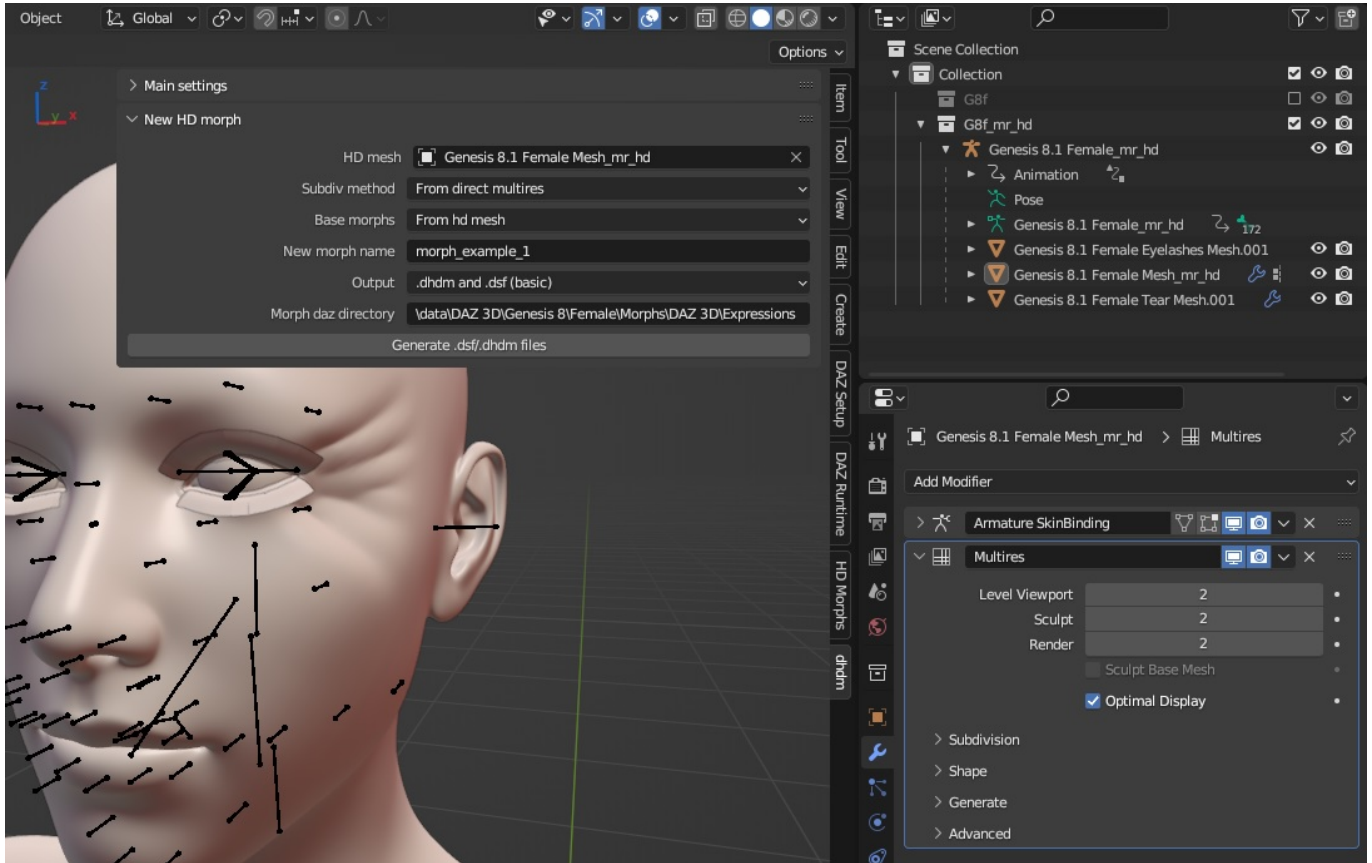 Object
Global
Options
Main settings
New HD morph
HD mesh Genesis 8.1 Female Mesh_mr_hd
Subdiv method From direct multires
Base morphs From hd mesh
New morph name morph_example_1
Output .dhdm and .dsf (basic)
Morph daz directory \data\DAZ 3D\Genesis 8\Female\Morphs\DAZ 3D\Expressions
Generate .dsf/.dhdm files
z
y
x
Item
Tool
View
Edit
Create
DAZ Setup
DAZ Runtime
HD Morphs
dhdm
Scene Collection
Collection
G8f
G8f_mr_hd
Genesis 8.1 Female_mr_hd
Animation
Pose
Genesis 8.1 Female_mr_hd 172
Genesis 8.1 Female Eyelashes Mesh.001
Genesis 8.1 Female Mesh_mr_hd
Genesis 8.1 Female Tear Mesh.001
Genesis 8.1 Female Mesh_mr_hd > Multires
Add Modifier
Armature SkinBinding
Multires
Level Viewport 2
Sculpt 2
Render 2
Sculpt Base Mesh
Optimal Display
Subdivision
Shape
Generate
Advanced